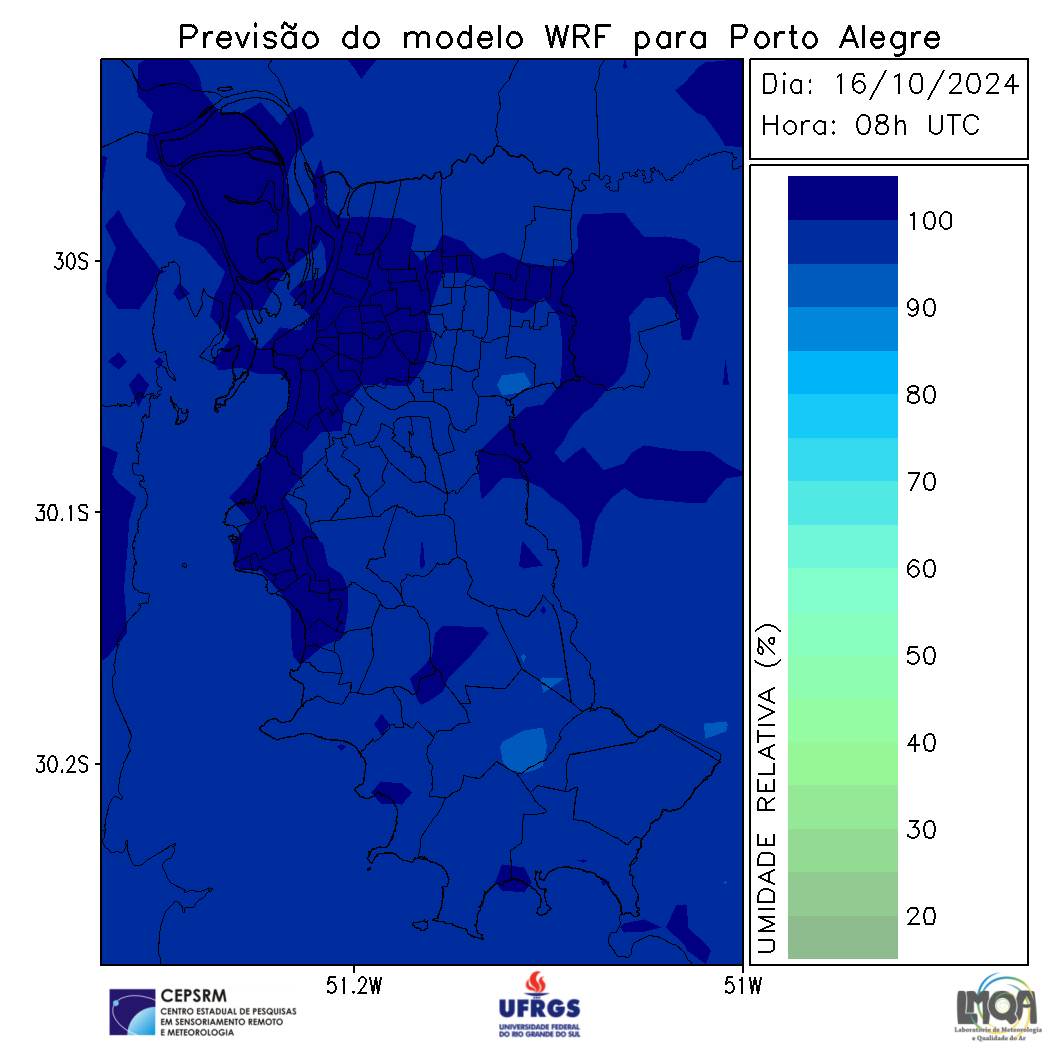 Previsão do modelo WRF para Porto Alegre
Dia: 16/10/2024
Hora: 08h UTC
30S
30.1S
30.2S
51.2W
51W
UMIDADE RELATIVA (%)
100
90
80
70
60
50
40
30
20
CEPSRM
CENTRO ESTADUAL DE PESQUISAS
EM SENSORIAMENTO REMOTO
E METEOROLOGIA
UFRGS
UNIVERSIDADE FEDERAL
DO RIO GRANDE DO SUL
LMQA
Laboratório de Meteorologia
e Qualidade do Ar